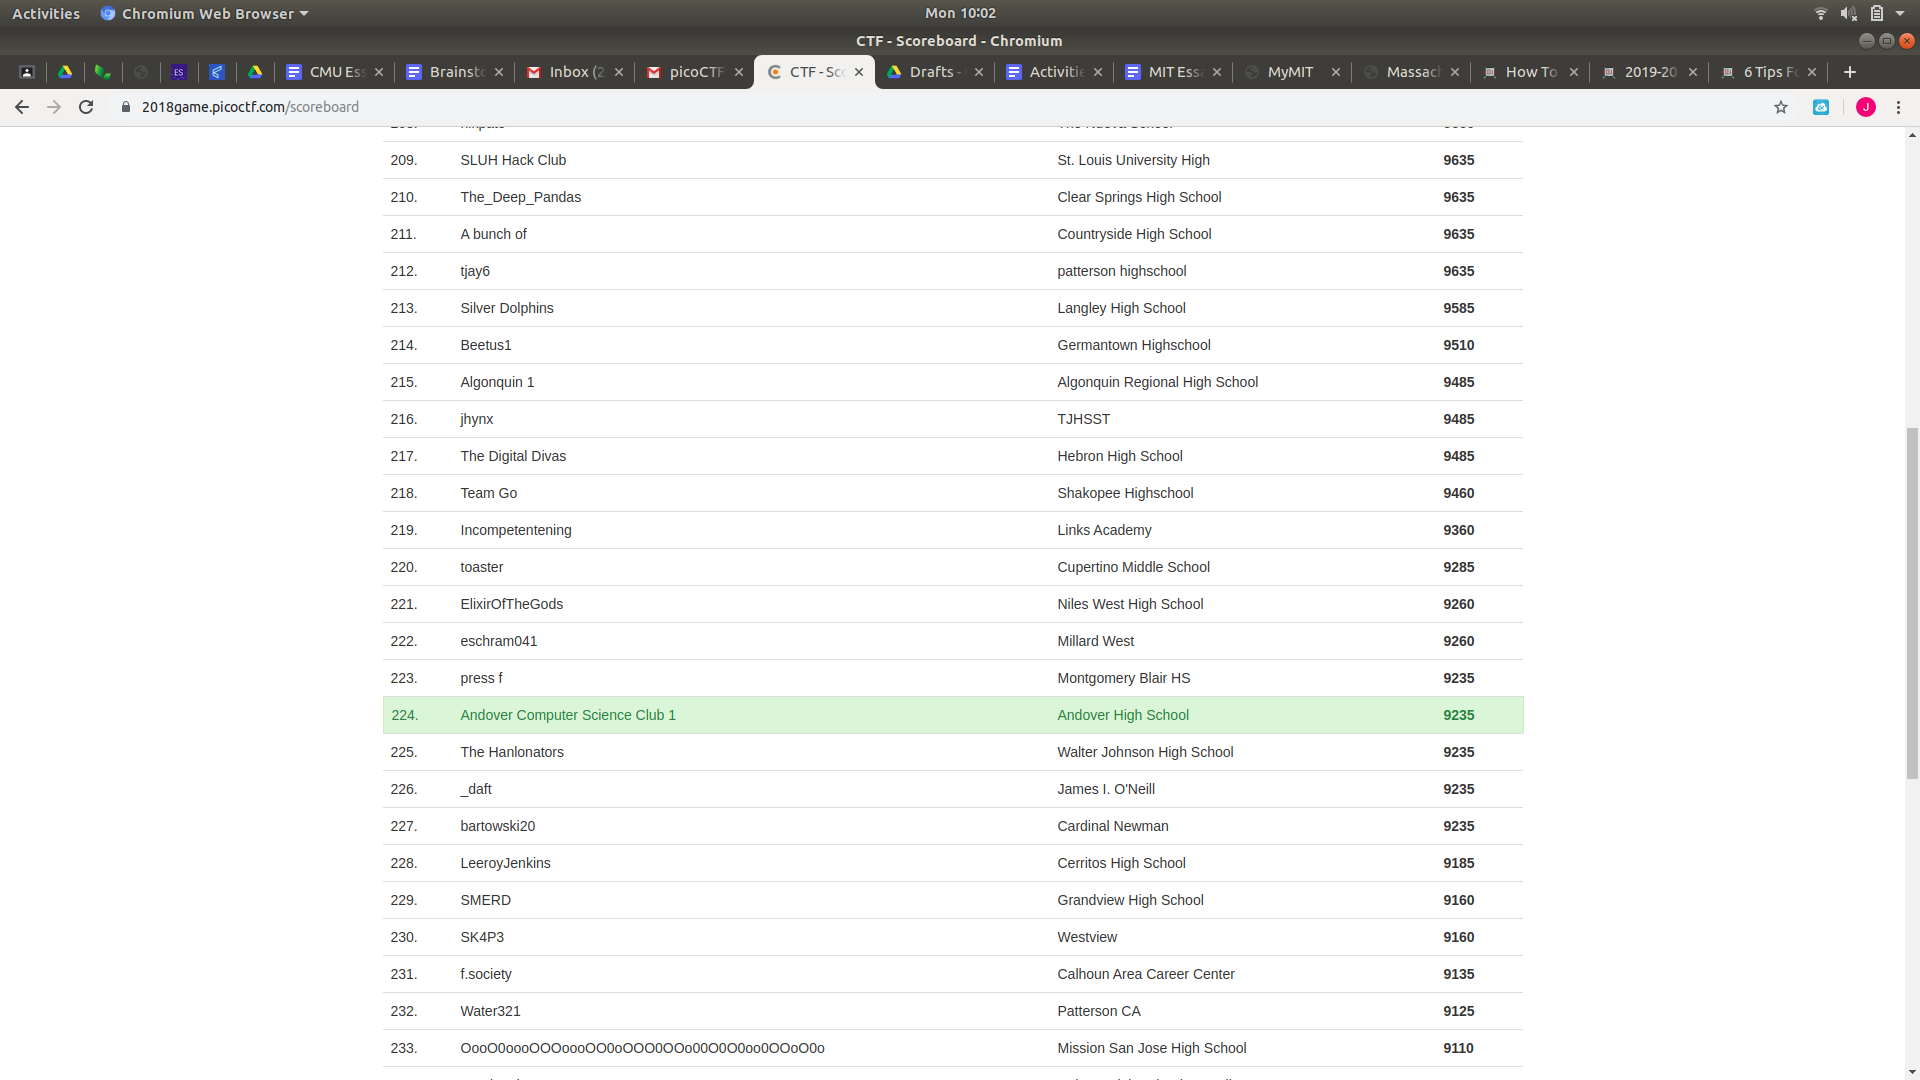 Activities Chromium Web Browser Mon 10:02
CTF - Scoreboard - Chromium
ES CMU Es Brainst Inbox (2 picoCTF CTF - Sc Drafts - Activiti MIT Ess MyMIT Massac How To 2019-20 6 Tips F
2018game.picoctf.com/scoreboard J
209. SLUH Hack Club St. Louis University High 9635
210. The_Deep_Pandas Clear Springs High School 9635
211. A bunch of Countryside High School 9635
212. tjay6 patterson highschool 9635
213. Silver Dolphins Langley High School 9585
214. Beetus1 Germantown Highschool 9510
215. Algonquin 1 Algonquin Regional High School 9485
216. jhynx TJHSST 9485
217. The Digital Divas Hebron High School 9485
218. Team Go Shakopee Highschool 9460
219. Incompetentening Links Academy 9360
220. toaster Cupertino Middle School 9285
221. ElixirOfTheGods Niles West High School 9260
222. eschram041 Millard West 9260
223. press f Montgomery Blair HS 9235
224. Andover Computer Science Club 1 Andover High School 9235
225. The Hanlonators Walter Johnson High School 9235
226. _daft James I. O'Neill 9235
227. bartowski20 Cardinal Newman 9235
228. LeeroyJenkins Cerritos High School 9185
229. SMERD Grandview High School 9160
230. SK4P3 Westview 9160
231. f.society Calhoun Area Career Center 9135
232. Water321 Patterson CA 9125
233. OooO0oooOOOoooOO0oOOO0OOo00O0O0oo0OOoO0o Mission San Jose High School 9110